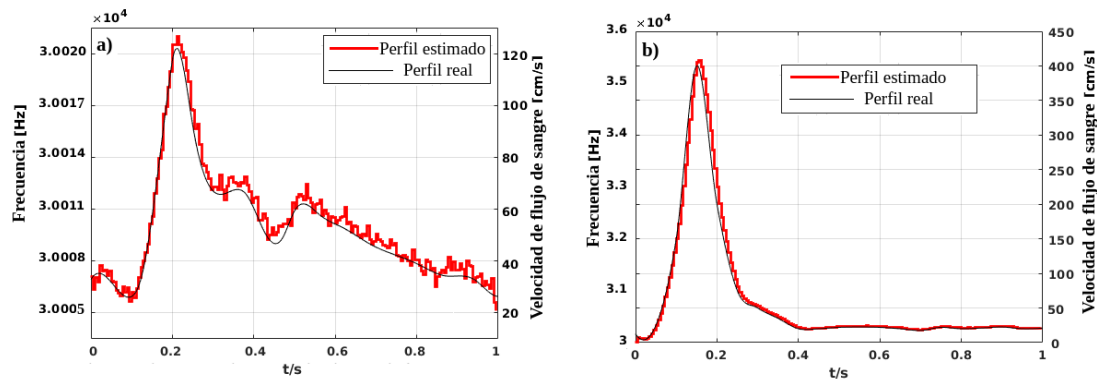 ×10⁴
a)
Perfil estimado
Perfil real
3.0020
3.0017
3.0014
3.0011
3.0008
3.0005
Frecuencia [Hz]
120
100
80
60
40
20
Velocidad de flujo de sangre [cm/s]
0 0.2 0.4 0.6 0.8 1
t/s
×10⁴
b)
Perfil estimado
Perfil real
3.6
3.5
3.4
3.3
3.2
3.1
3
Frecuencia [Hz]
450
400
350
300
250
200
150
100
50
0
Velocidad de flujo de sangre [cm/s]
0 0.2 0.4 0.6 0.8 1
t/s